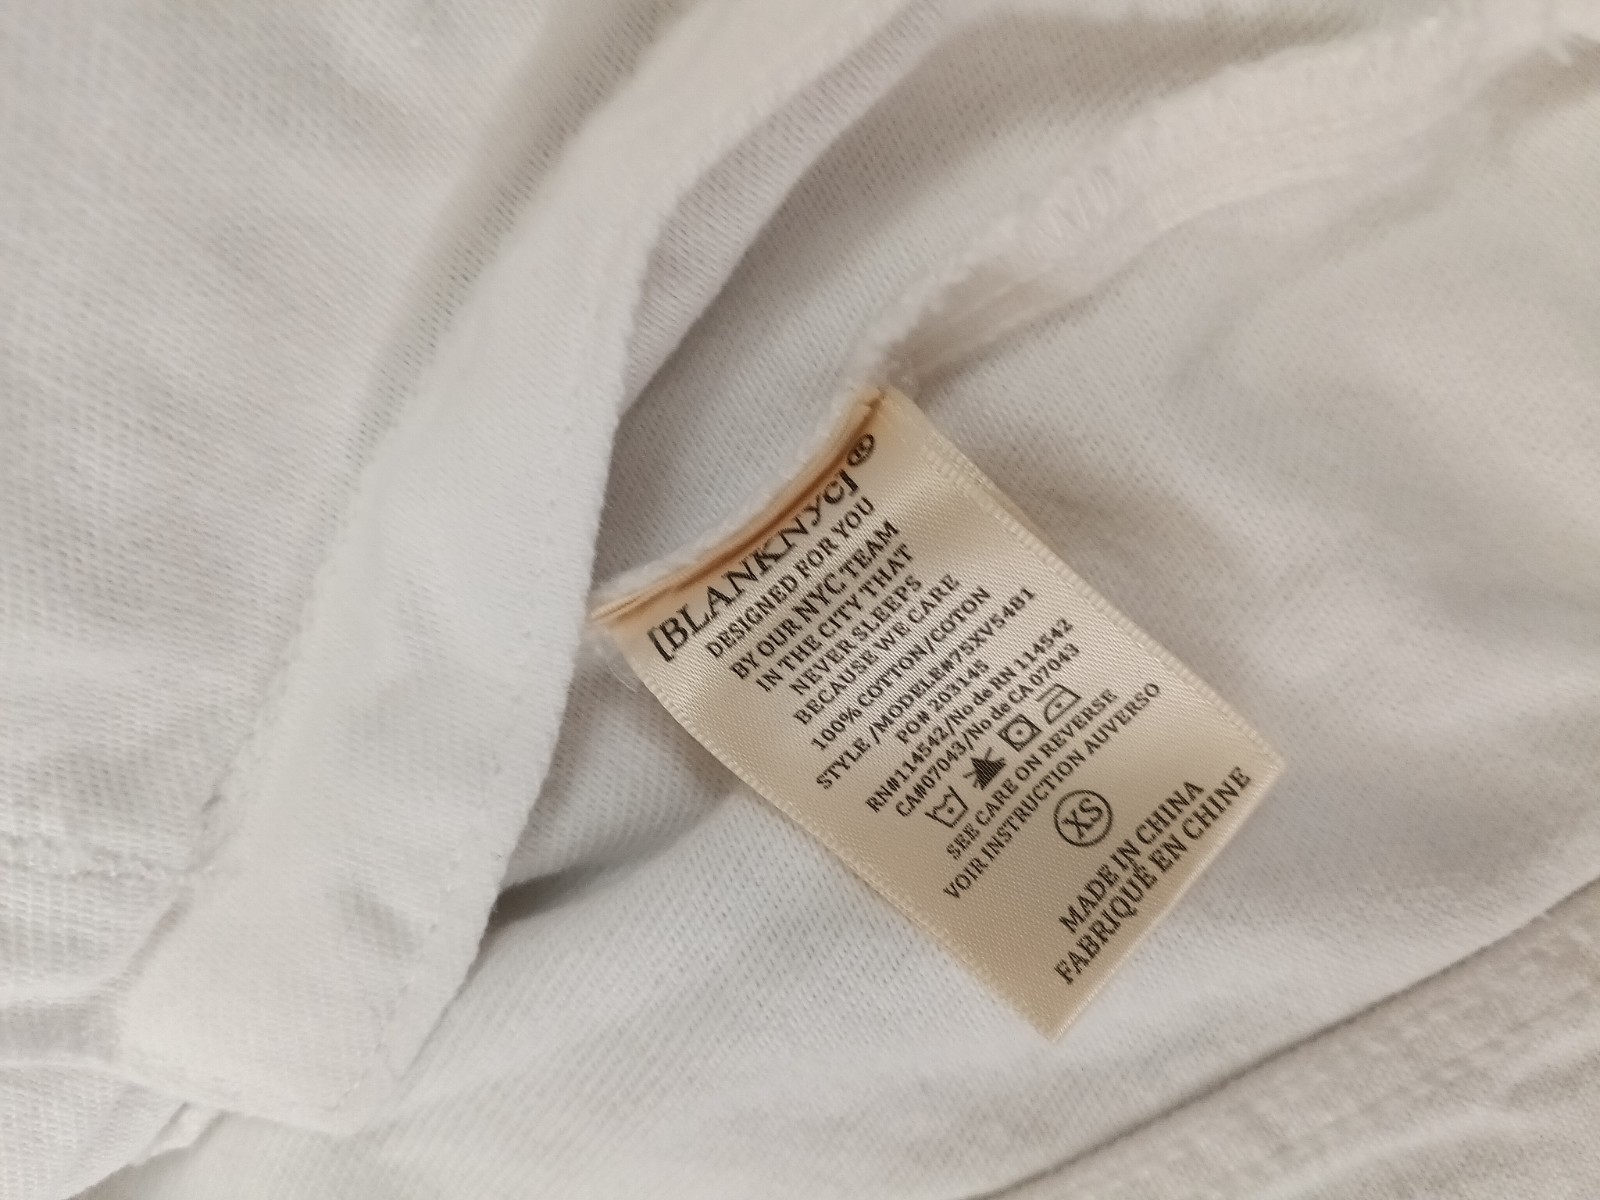 [BLANKNYC]®
DESIGNED FOR YOU
BY OUR NYC TEAM
IN THE CITY THAT
NEVER SLEEPS
BECAUSE WE CARE
100% COTTON/COTON
STYLE /MODELE#75XV5481
PO# 2031445
RN#114542/No de RN 114542
CA#07043/No de CA 07043
SEE CARE ON REVERSE
VOIR INSTRUCTION AUVERSO
XS
MADE IN CHINA
FABRIQUÉ EN CHINE